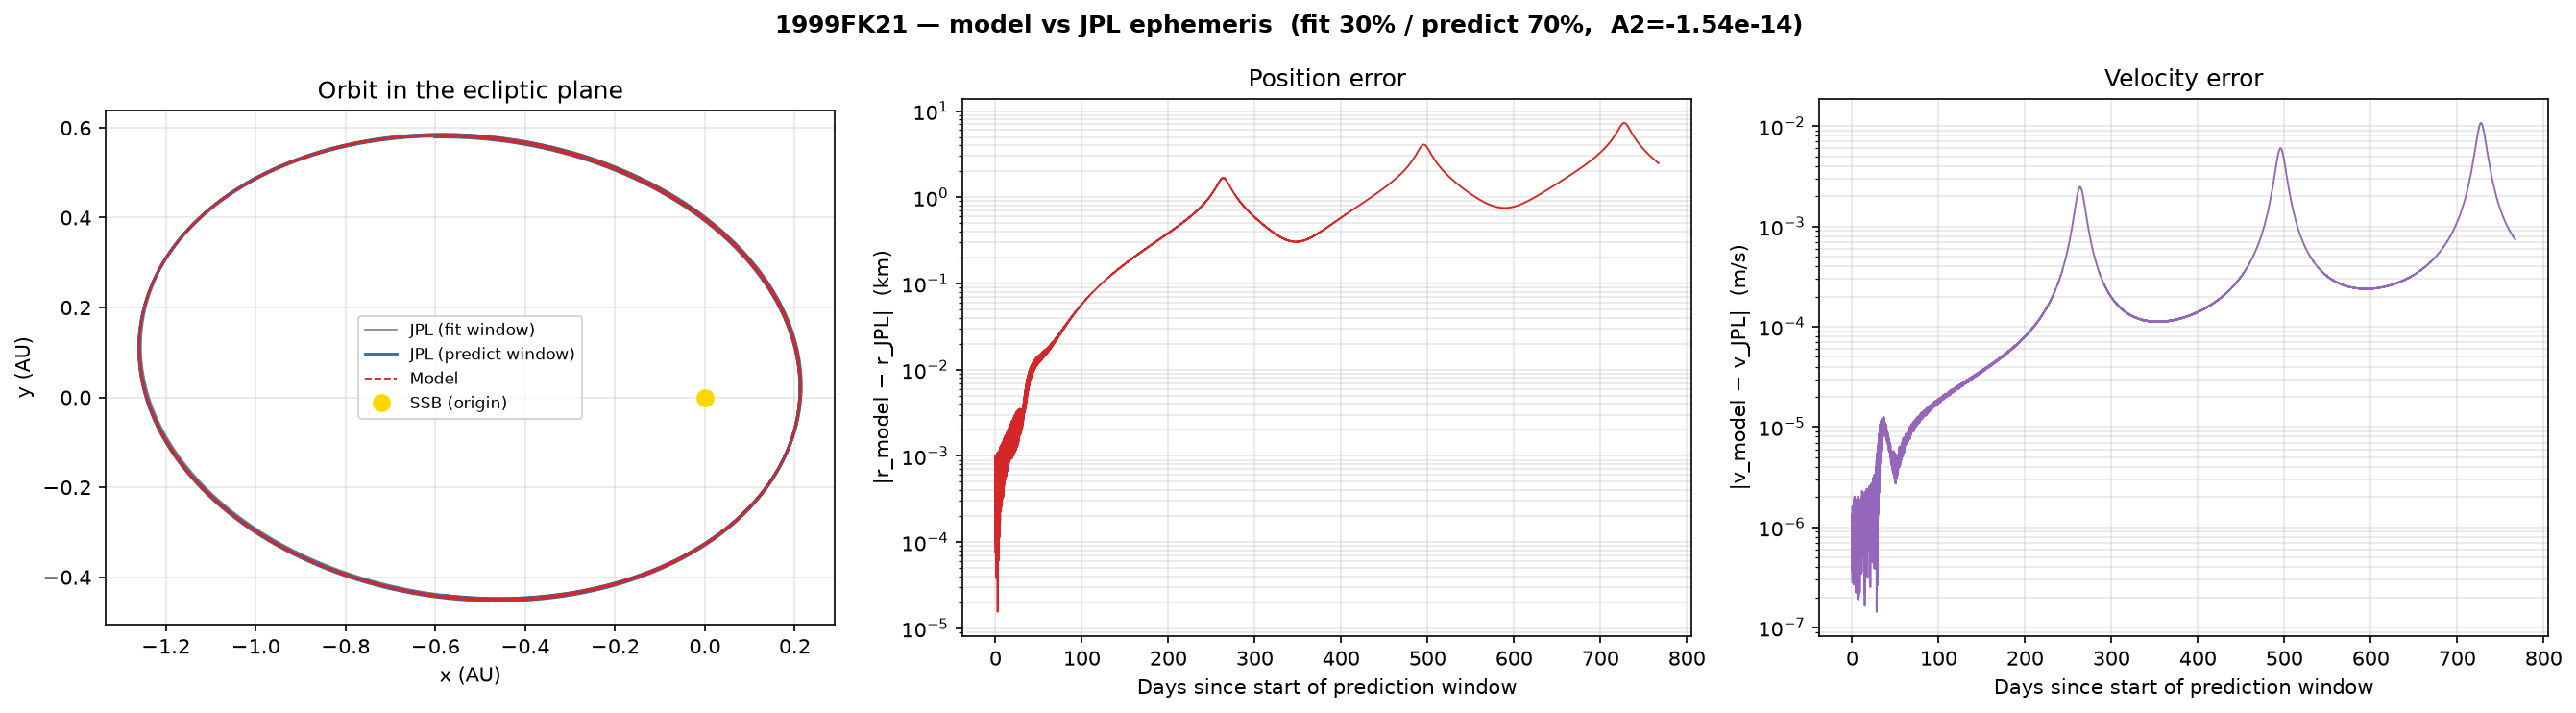 1999FK21 — model vs JPL ephemeris (fit 30% / predict 70%, A2=-1.54e-14)
Orbit in the ecliptic plane
0.6
0.4
0.2
0.0
−0.2
−0.4
y (AU)
JPL (fit window)
JPL (predict window)
Model
SSB (origin)
−1.2 −1.0 −0.8 −0.6 −0.4 −0.2 0.0 0.2
x (AU)
Position error
10¹
10⁰
10⁻¹
10⁻²
10⁻³
10⁻⁴
10⁻⁵
|r_model − r_JPL| (km)
0 100 200 300 400 500 600 700 800
Days since start of prediction window
Velocity error
10⁻²
10⁻³
10⁻⁴
10⁻⁵
10⁻⁶
10⁻⁷
|v_model − v_JPL| (m/s)
0 100 200 300 400 500 600 700 800
Days since start of prediction window